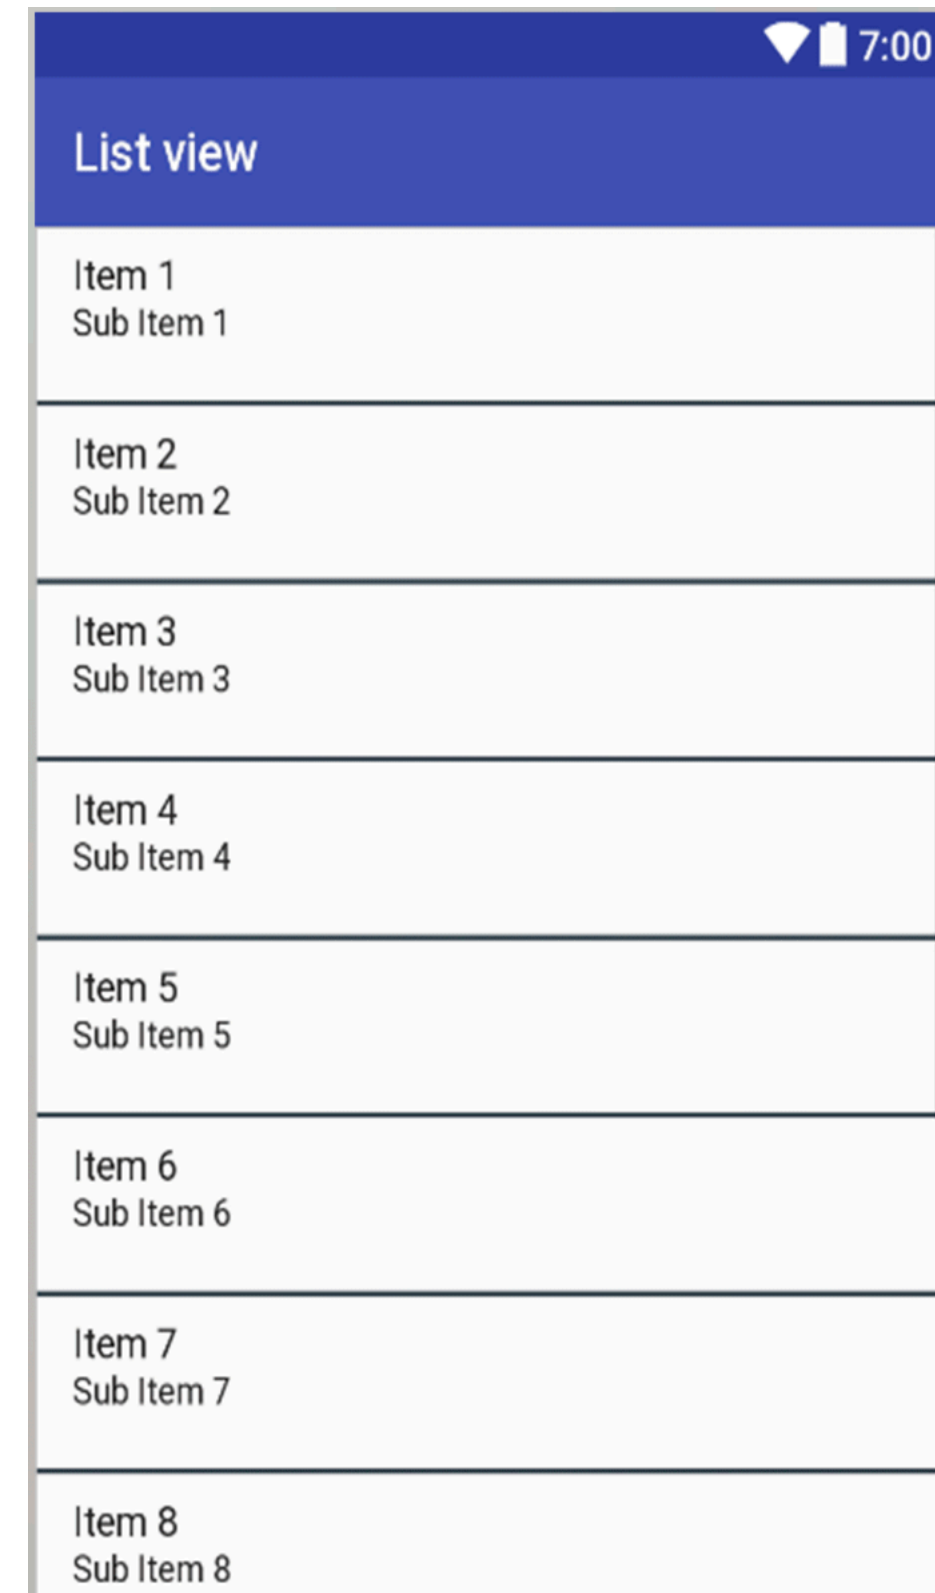 7:00
List view
Item 1
Sub Item 1
Item 2
Sub Item 2
Item 3
Sub Item 3
Item 4
Sub Item 4
Item 5
Sub Item 5
Item 6
Sub Item 6
Item 7
Sub Item 7
Item 8
Sub Item 8